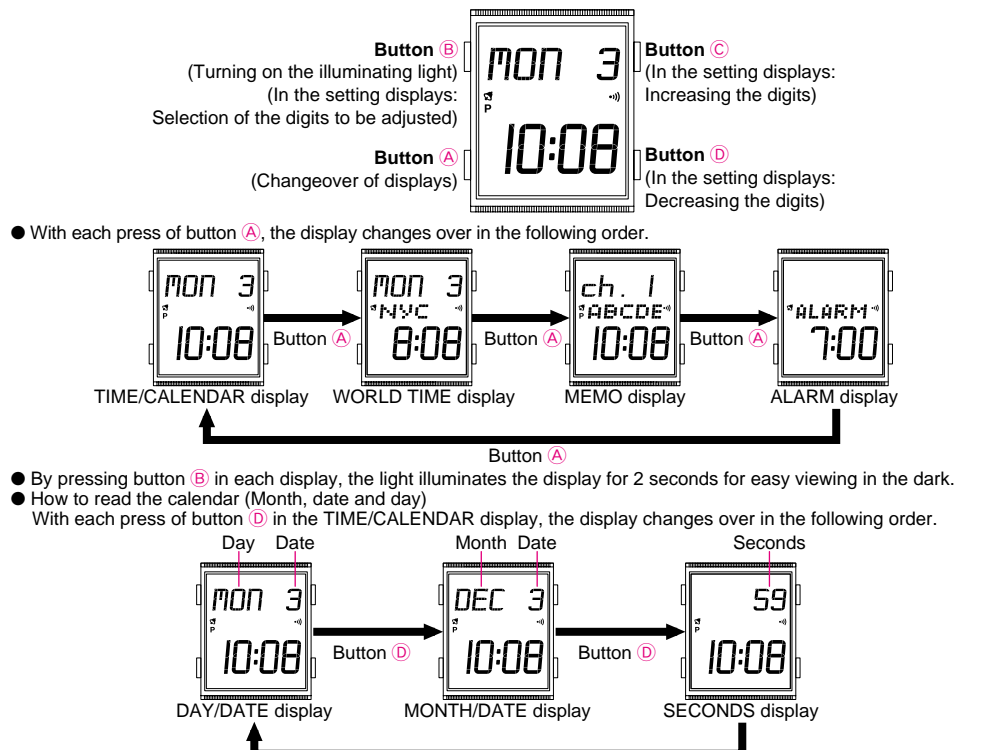 Button Ⓑ
(Turning on the illuminating light)
(In the setting displays:
Selection of the digits to be adjusted)
Button Ⓐ
(Changeover of displays)
MON 3
P
10:08
Button Ⓒ
(In the setting displays:
Increasing the digits)
Button Ⓓ
(In the setting displays:
Decreasing the digits)
● With each press of button Ⓐ, the display changes over in the following order.
MON 3
P
10:08
Button Ⓐ
MON 3
NYC
8:08
Button Ⓐ
ch. 1
P ABCDE
10:08
Button Ⓐ
ALARM
7:00
TIME/CALENDAR display WORLD TIME display MEMO display ALARM display
Button Ⓐ
● By pressing button Ⓑ in each display, the light illuminates the display for 2 seconds for easy viewing in the dark.
● How to read the calendar (Month, date and day)
With each press of button Ⓓ in the TIME/CALENDAR display, the display changes over in the following order.
Day Date Month Date Seconds
MON 3
P
10:08
Button Ⓓ
DEC 3
P
10:08
Button Ⓓ
59
P
10:08
DAY/DATE display MONTH/DATE display SECONDS display